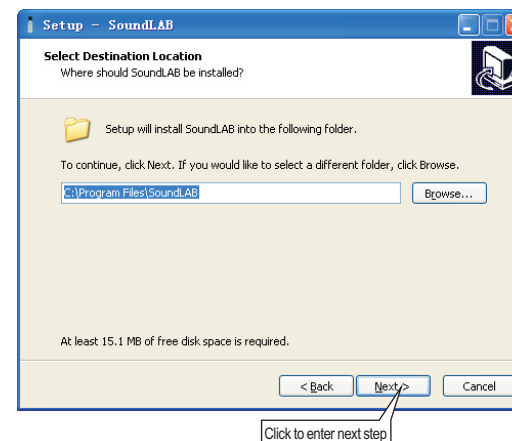 Setup - SoundLAB
Select Destination Location
Where should SoundLAB be installed?
Setup will install SoundLAB into the following folder.
To continue, click Next. If you would like to select a different folder, click Browse.
C:\Program Files\SoundLAB
Browse...
At least 15.1 MB of free disk space is required.
< Back
Next >
Cancel
Click to enter next step